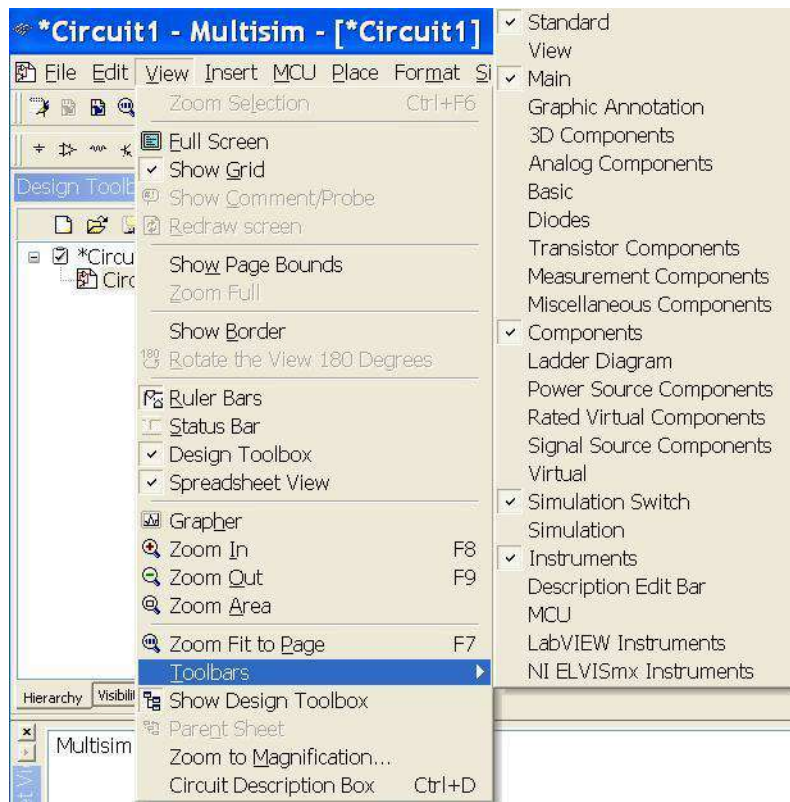 *Circuit1 - Multisim - [*Circuit1]
File Edit View Insert MCU Place Format
Design
*Circu
Circ
Hierarchy
Multisim
Zoom Selection Ctrl+F6
Full Screen
Show Grid
Show Comment/Probe
Redraw screen
Show Page Bounds
Zoom Full
Show Border
Rotate the View 180 Degrees
Ruler Bars
Status Bar
Design Toolbox
Spreadsheet View
Grapher
Zoom In F8
Zoom Out F9
Zoom Area
Zoom Fit to Page F7
Toolbars
Show Design Toolbox
Parent Sheet
Zoom to Magnification...
Circuit Description Box Ctrl+D
Standard
View
Main
Graphic Annotation
3D Components
Analog Components
Basic
Diodes
Transistor Components
Measurement Components
Miscellaneous Components
Components
Ladder Diagram
Power Source Components
Rated Virtual Components
Signal Source Components
Virtual
Simulation Switch
Simulation
Instruments
Description Edit Bar
MCU
LabVIEW Instruments
NI ELVISmx Instruments